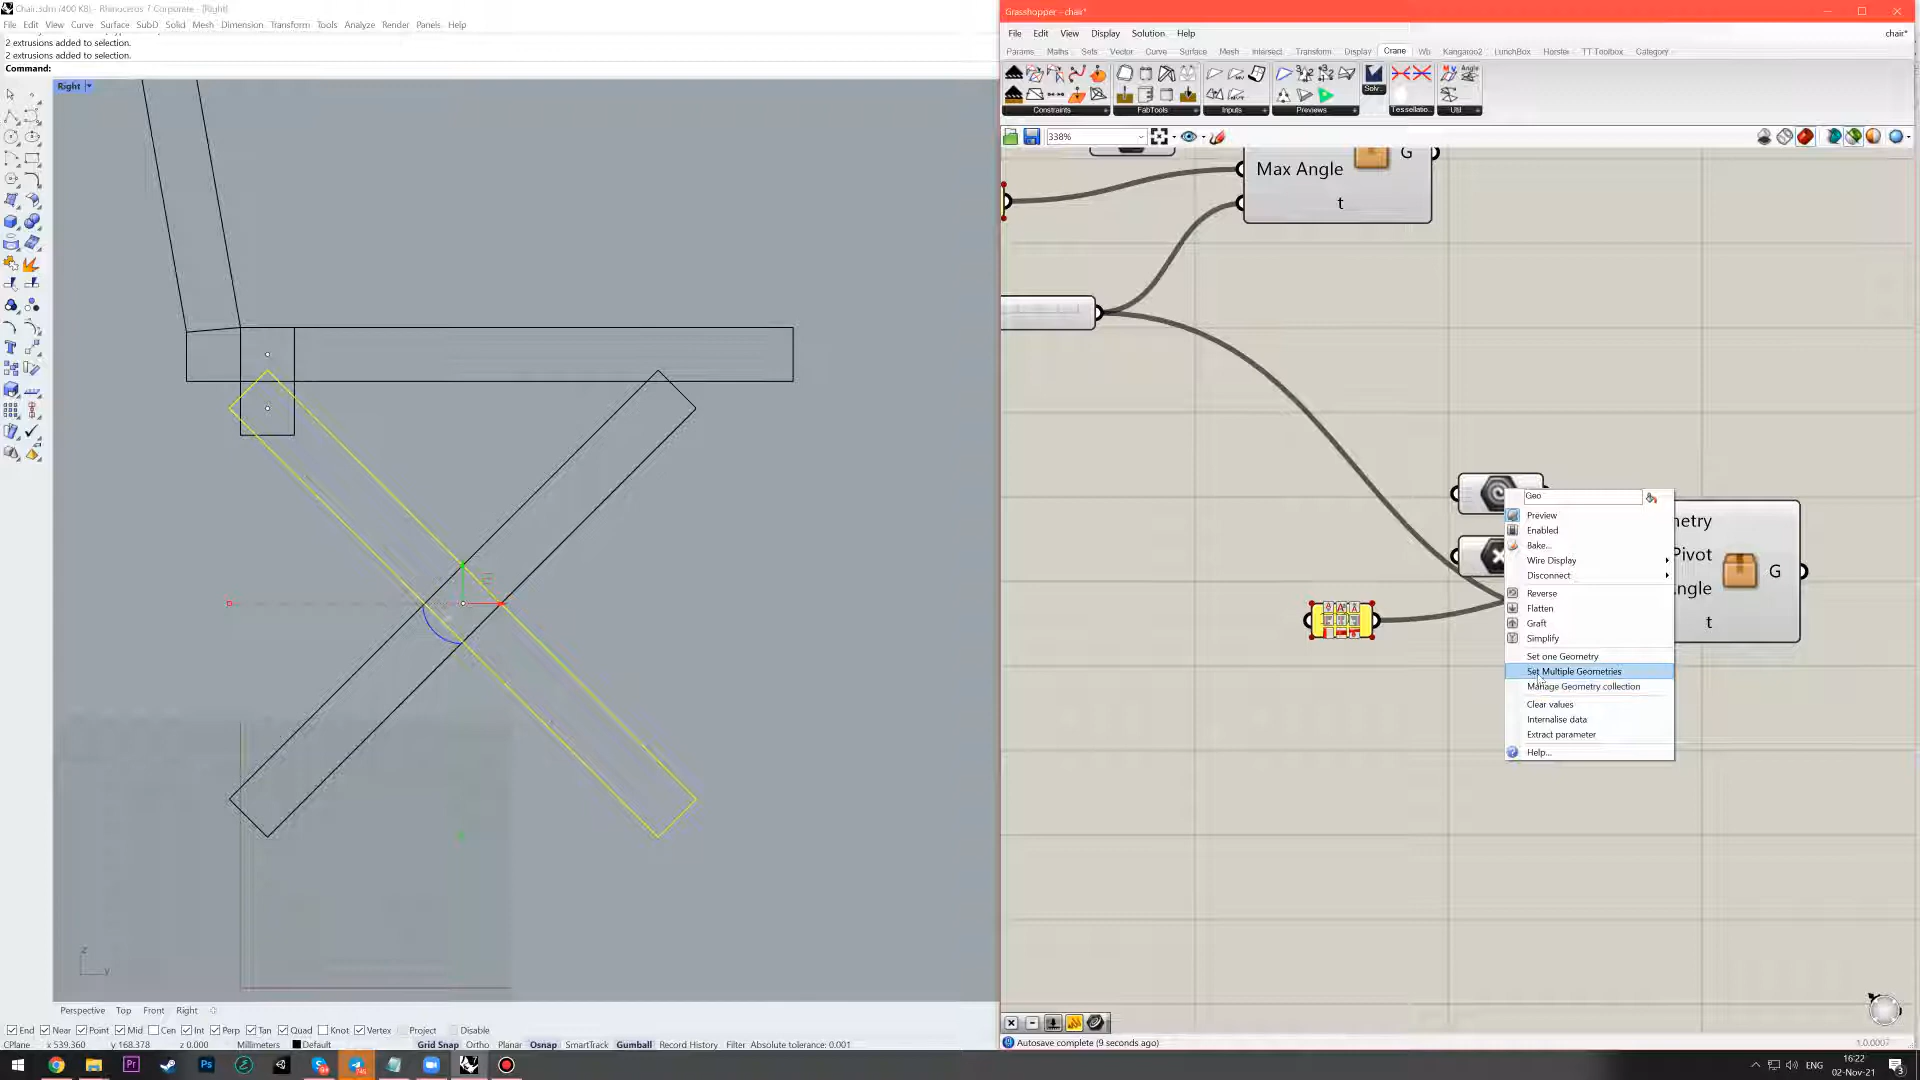 Chair.3dm (400 KB) - Rhinoceros 7 Corporate - [Right]
File Edit View Curve Surface SubD Solid Mesh Dimension Transform Tools Analyze Render Panels Help
2 extrusions added to selection.
2 extrusions added to selection.
Command:
Right
z
y
Perspective Top Front Right
End Near Point Mid Cen Int Perp Tan Quad Knot Vertex Project Disable
CPlane x 539.360 y 168.378 z 0.000 Millimeters Default Grid Snap Ortho Planar Osnap SmartTrack Gumball Record History Filter Absolute tolerance: 0.001
Grasshopper - chair*
File Edit View Display Solution Help
chair*
Params Maths Sets Vector Curve Surface Mesh Intersect Transform Display Crane Wb Kangaroo2 LunchBox Horster TT Toolbox Category
Constraints FabTools Inputs Previews Solv... Tessellatio... Util
Angle
338%
Max Angle
G
t
Geo
Preview
Enabled
Bake...
Wire Display
Disconnect
Reverse
Flatten
Graft
Simplify
Set one Geometry
Set Multiple Geometries
Manage Geometry collection
Clear values
Internalise data
Extract parameter
Help...
netry
Pivot
ngle
t
G
Autosave complete (9 seconds ago)
1.0.0007
ENG
16:22
02-Nov-21